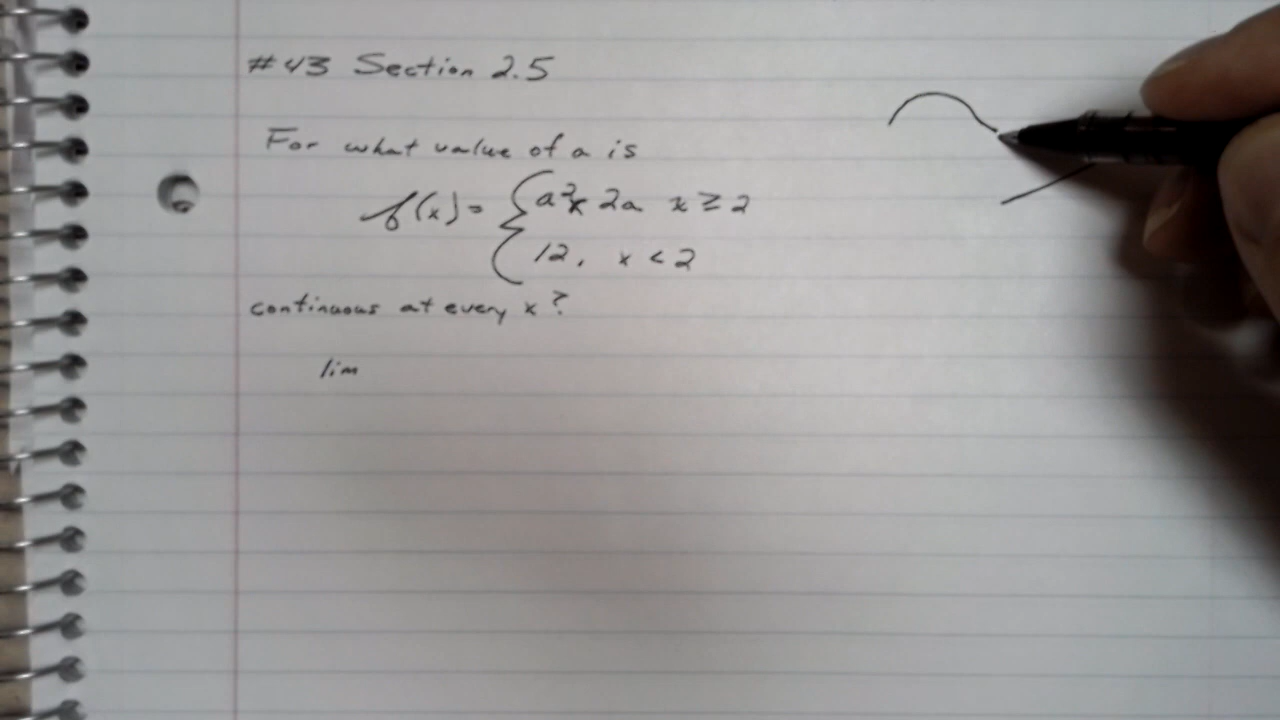 #43 Section 2.5
For what value of a is
f(x) = { a²x 2a x ≥ 2
12, x < 2
continuous at every x?
lim